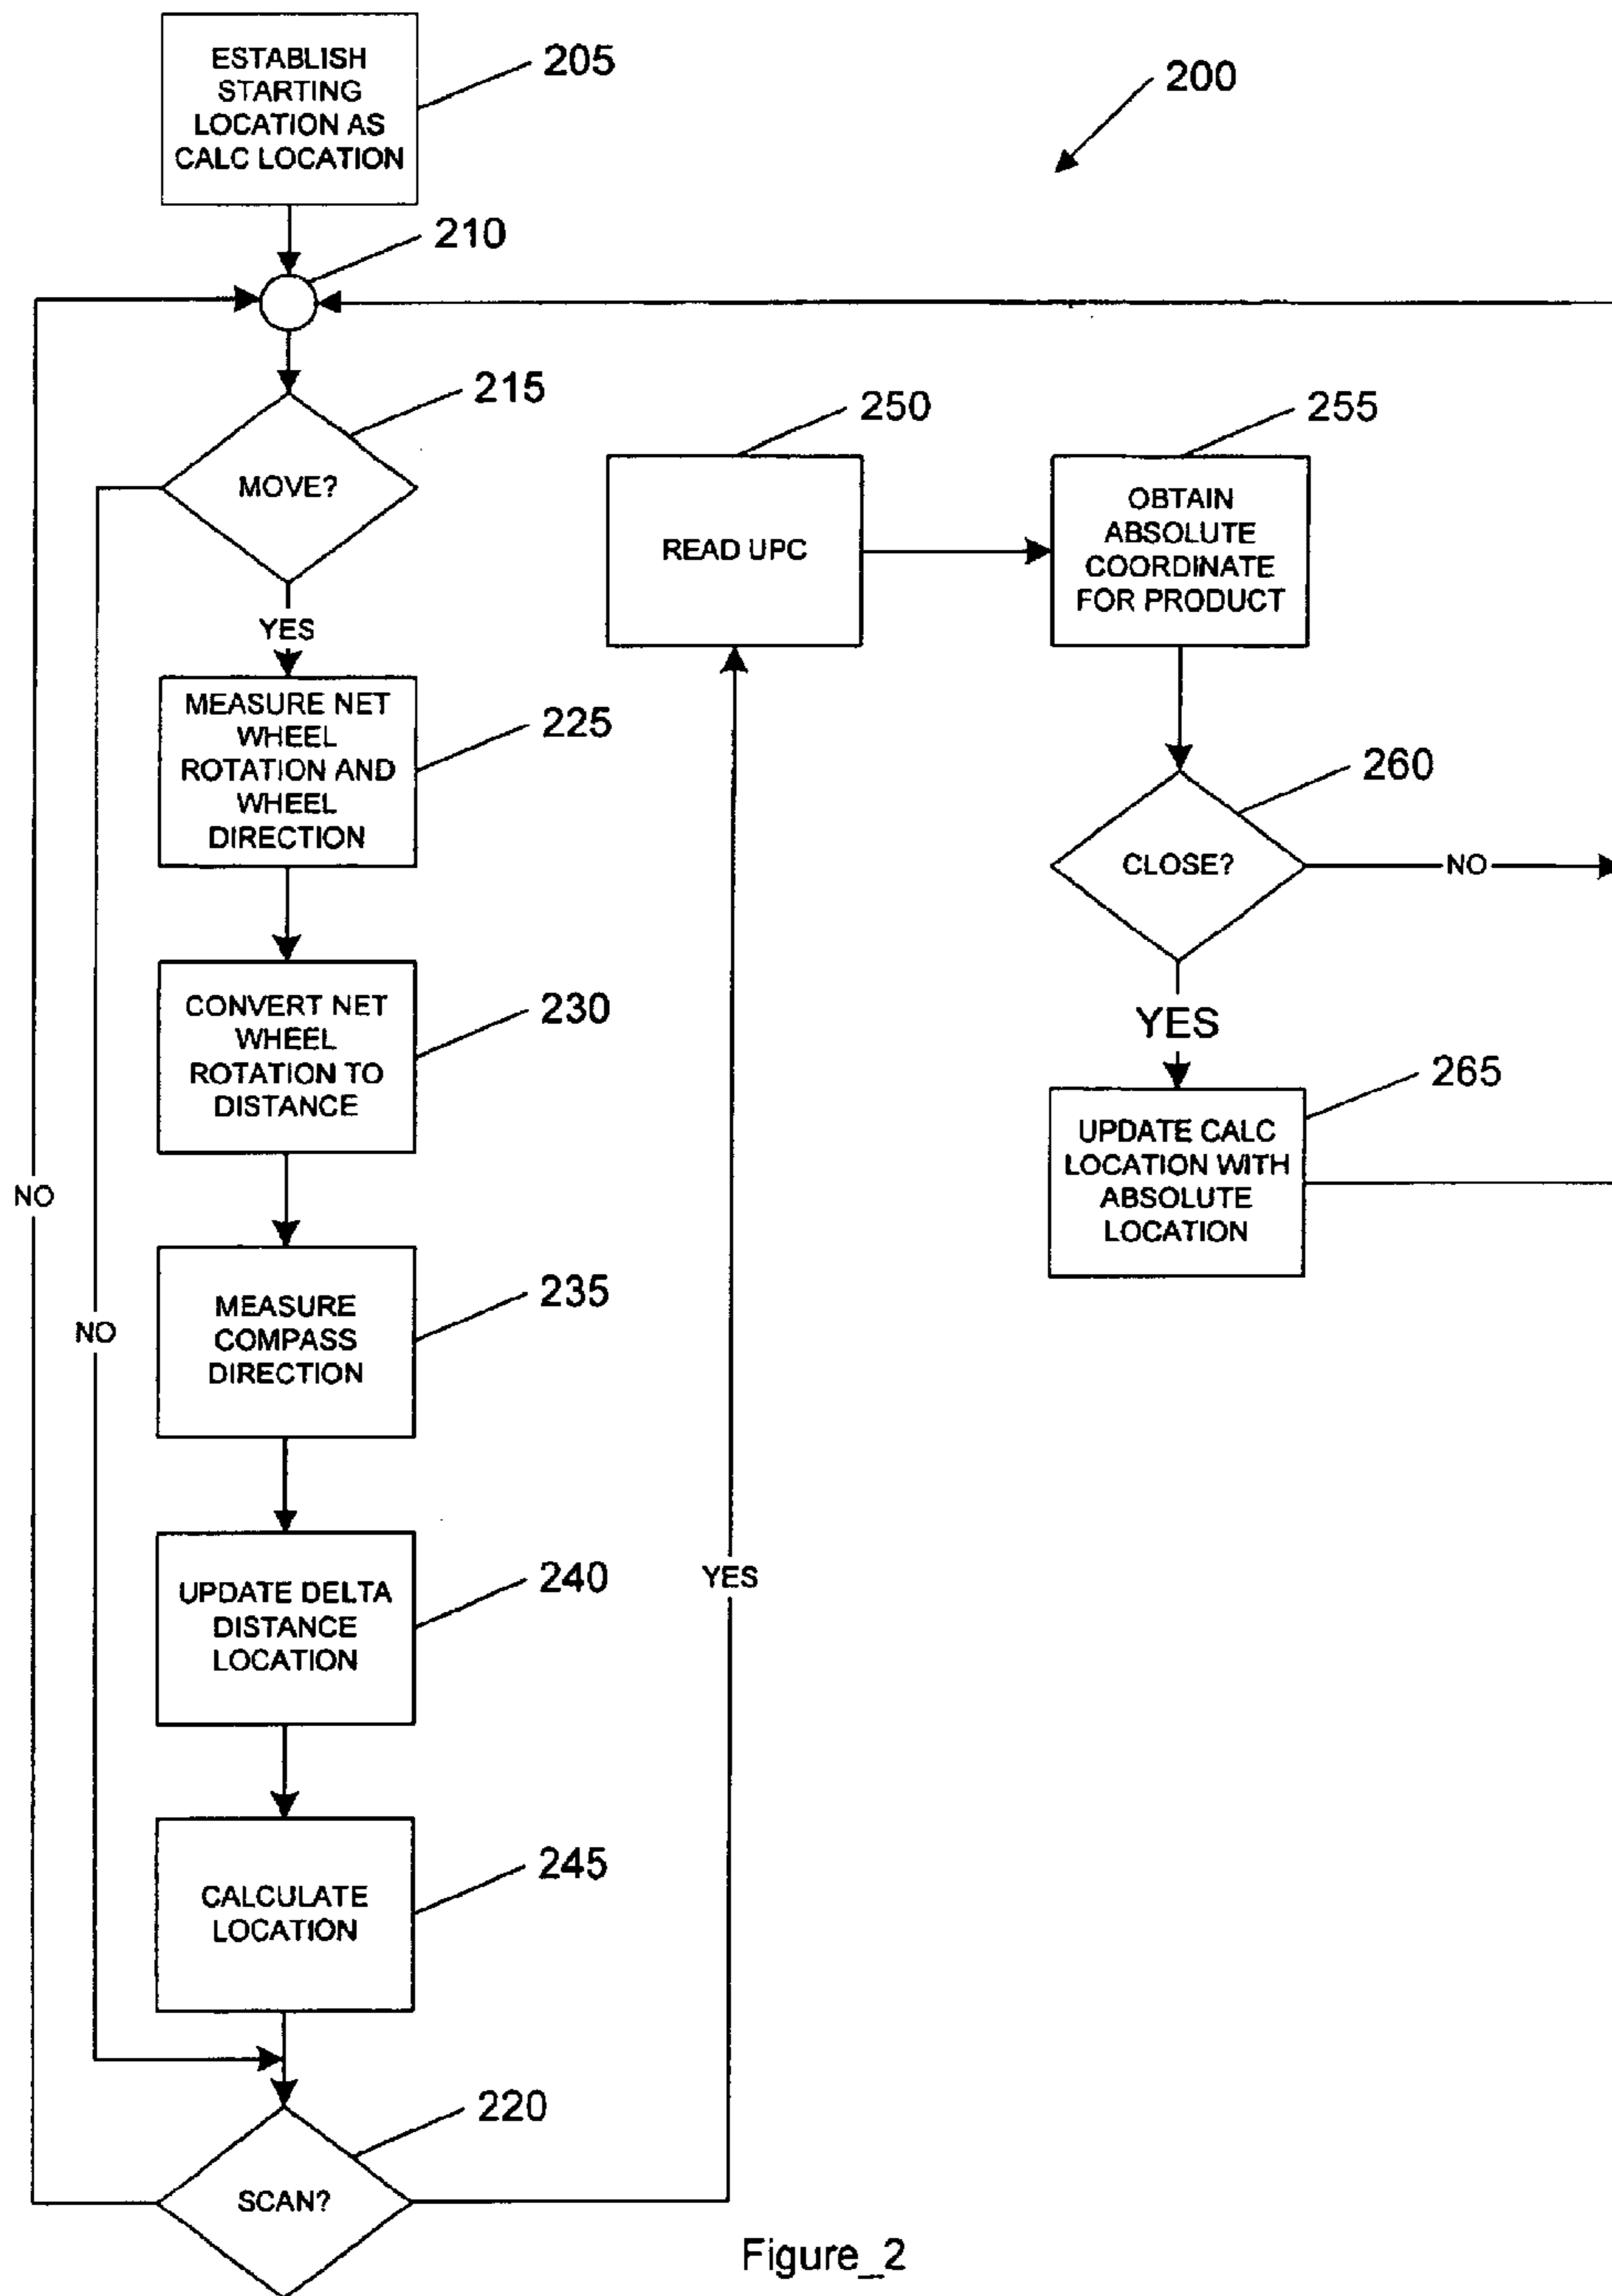 ESTABLISH
STARTING
LOCATION AS
CALC LOCATION
205
200
210
215
MOVE?
YES
MEASURE NET
WHEEL
ROTATION AND
WHEEL
DIRECTION
225
CONVERT NET
WHEEL
ROTATION TO
DISTANCE
230
NO
MEASURE
COMPASS
DIRECTION
235
NO
UPDATE DELTA
DISTANCE
LOCATION
240
CALCULATE
LOCATION
245
SCAN?
220
YES
READ UPC
250
OBTAIN
ABSOLUTE
COORDINATE
FOR PRODUCT
255
CLOSE?
260
NO
YES
UPDATE CALC
LOCATION WITH
ABSOLUTE
LOCATION
265
Figure_2